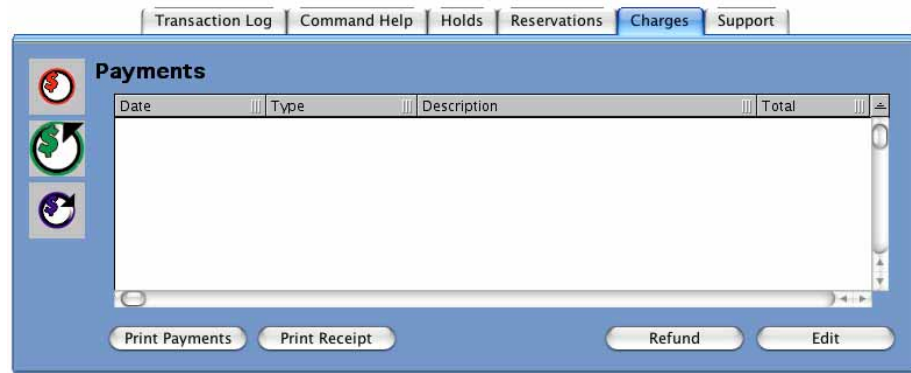 Transaction Log Command Help Holds Reservations Charges Support
Payments
Date Type Description Total
Print Payments Print Receipt Refund Edit